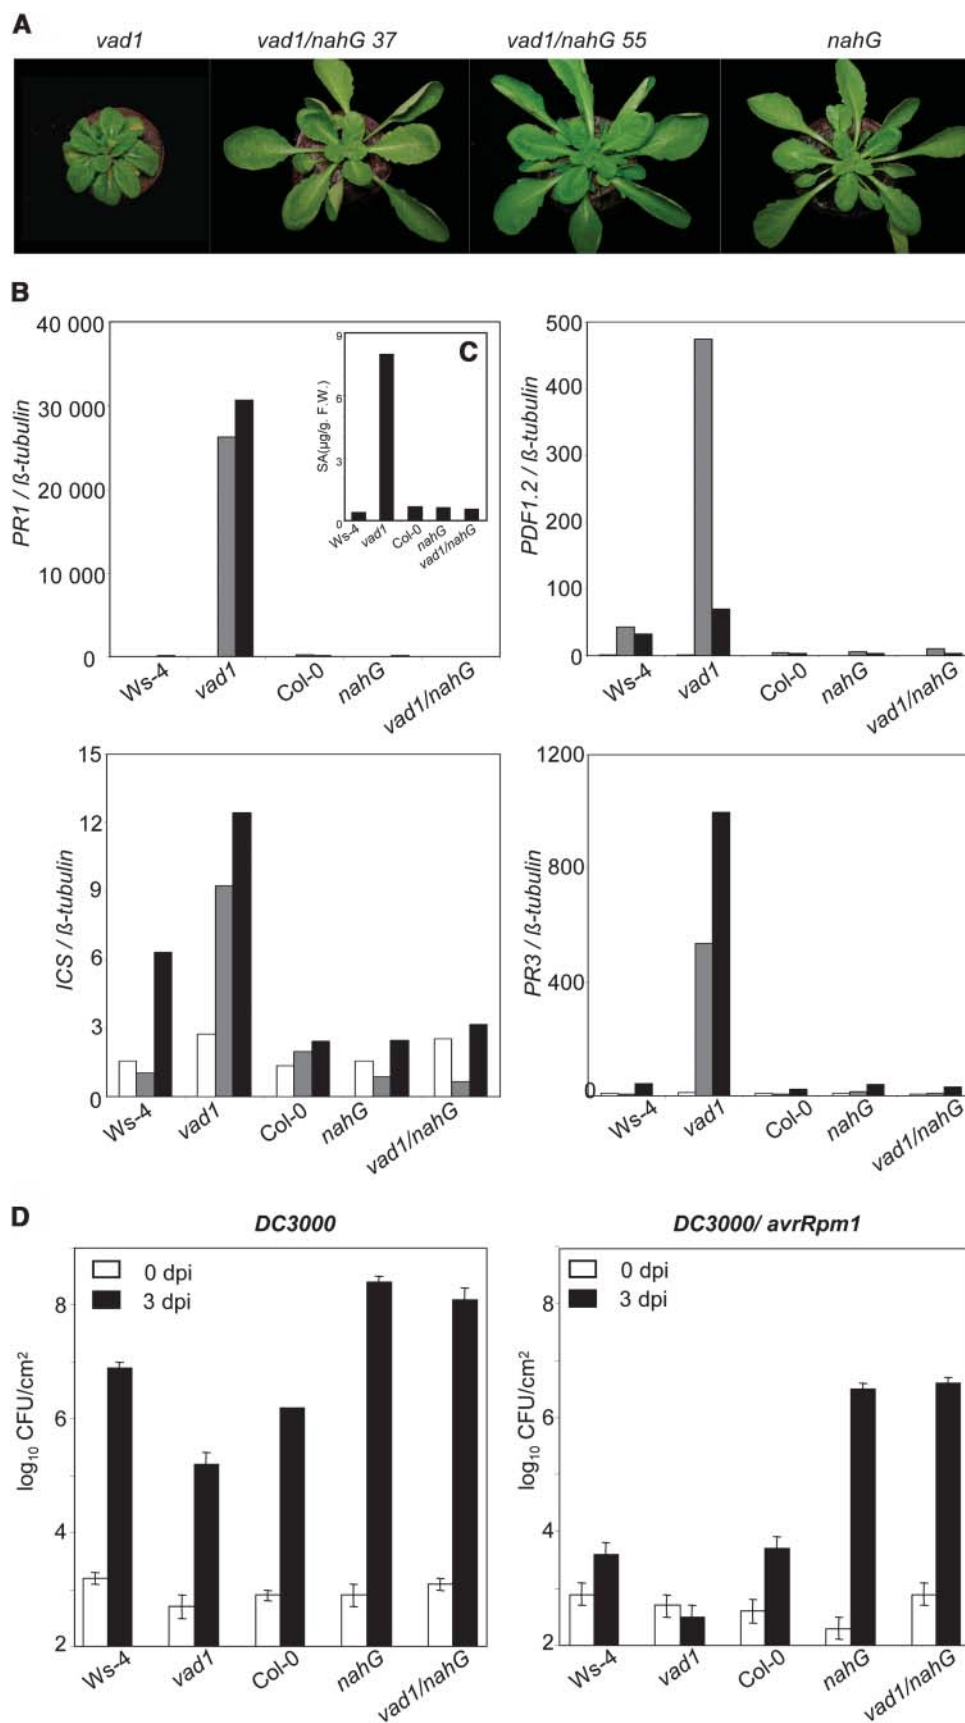 A
vad1 vad1/nahG 37 vad1/nahG 55 nahG
B
PR1 / ß-tubulin
40 000
30 000
20 000
10 000
0
Ws-4 vad1 Col-0 nahG vad1/nahG
C
SA(µg/g. F.W.)
9
6
3
0
Ws-4 vad1 Col-0 nahG vad1/nahG
PDF1.2 / ß-tubulin
500
400
300
200
100
0
Ws-4 vad1 Col-0 nahG vad1/nahG
ICS / ß-tubulin
15
12
9
6
3
0
Ws-4 vad1 Col-0 nahG vad1/nahG
PR3 / ß-tubulin
1200
800
400
0
Ws-4 vad1 Col-0 nahG vad1/nahG
D
DC3000
0 dpi
3 dpi
log10 CFU/cm2
8
6
4
2
Ws-4 vad1 Col-0 nahG vad1/nahG
DC3000/ avrRpm1
0 dpi
3 dpi
log10 CFU/cm2
8
6
4
2
Ws-4 vad1 Col-0 nahG vad1/nahG